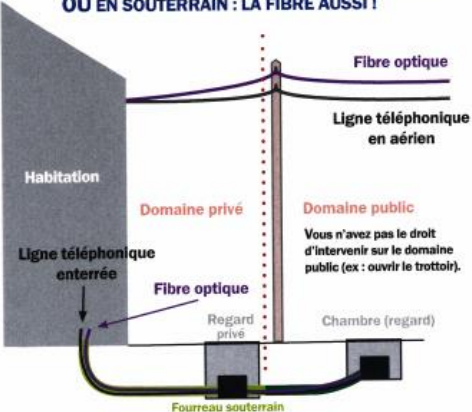 OU EN SOUTERRAIN : LA FIBRE AUSSI !
Fibre optique
Ligne téléphonique
en aérien
Habitation
Domaine privé
Domaine public
Vous n'avez pas le droit
d'intervenir sur le domaine
public (ex : ouvrir le trottoir).
Ligne téléphonique
enterrée
Fibre optique
Regard
privé
Chambre (regard)
Fourreau souterrain